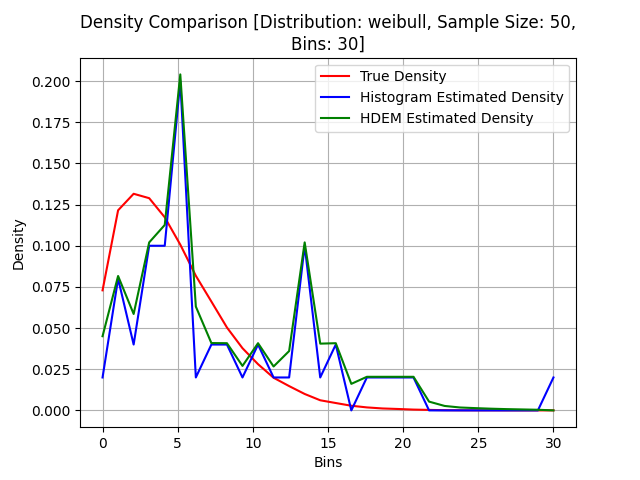 Density Comparison [Distribution: weibull, Sample Size: 50,
Bins: 30]
True Density
Histogram Estimated Density
HDEM Estimated Density
Density
0.200
0.175
0.150
0.125
0.100
0.075
0.050
0.025
0.000
0 5 10 15 20 25 30
Bins